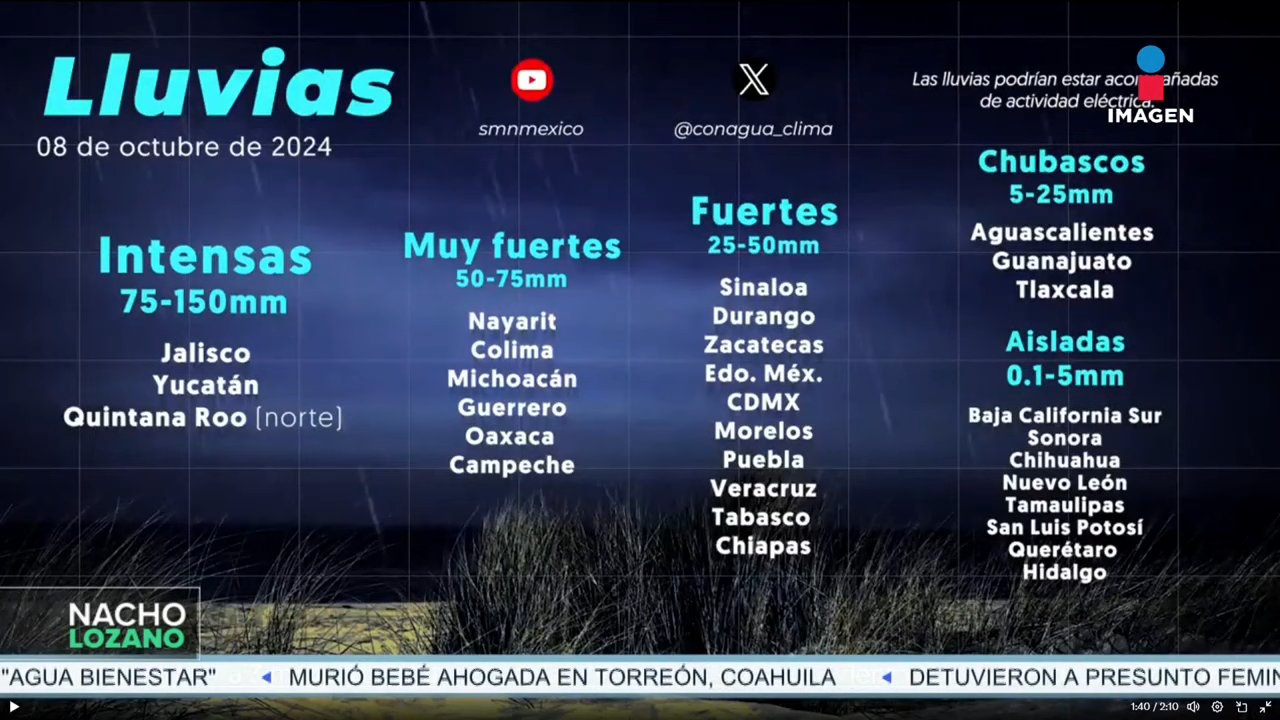 Lluvias
08 de octubre de 2024
smnmexico
@conagua_clima
Las lluvias podrían estar acompañadas
de actividad eléctrica.
IMAGEN
Intensas
75-150mm
Jalisco
Yucatán
Quintana Roo (norte)
Muy fuertes
50-75mm
Nayarit
Colima
Michoacán
Guerrero
Oaxaca
Campeche
Fuertes
25-50mm
Sinaloa
Durango
Zacatecas
Edo. Méx.
CDMX
Morelos
Puebla
Veracruz
Tabasco
Chiapas
Chubascos
5-25mm
Aguascalientes
Guanajuato
Tlaxcala
Aisladas
0.1-5mm
Baja California Sur
Sonora
Chihuahua
Nuevo León
Tamaulipas
San Luis Potosí
Querétaro
Hidalgo
NACHO
LOZANO
"AGUA BIENESTAR" MURIÓ BEBÉ AHOGADA EN TORREÓN, COAHUILA DETUVIERON A PRESUNTO
1:40 / 2:10